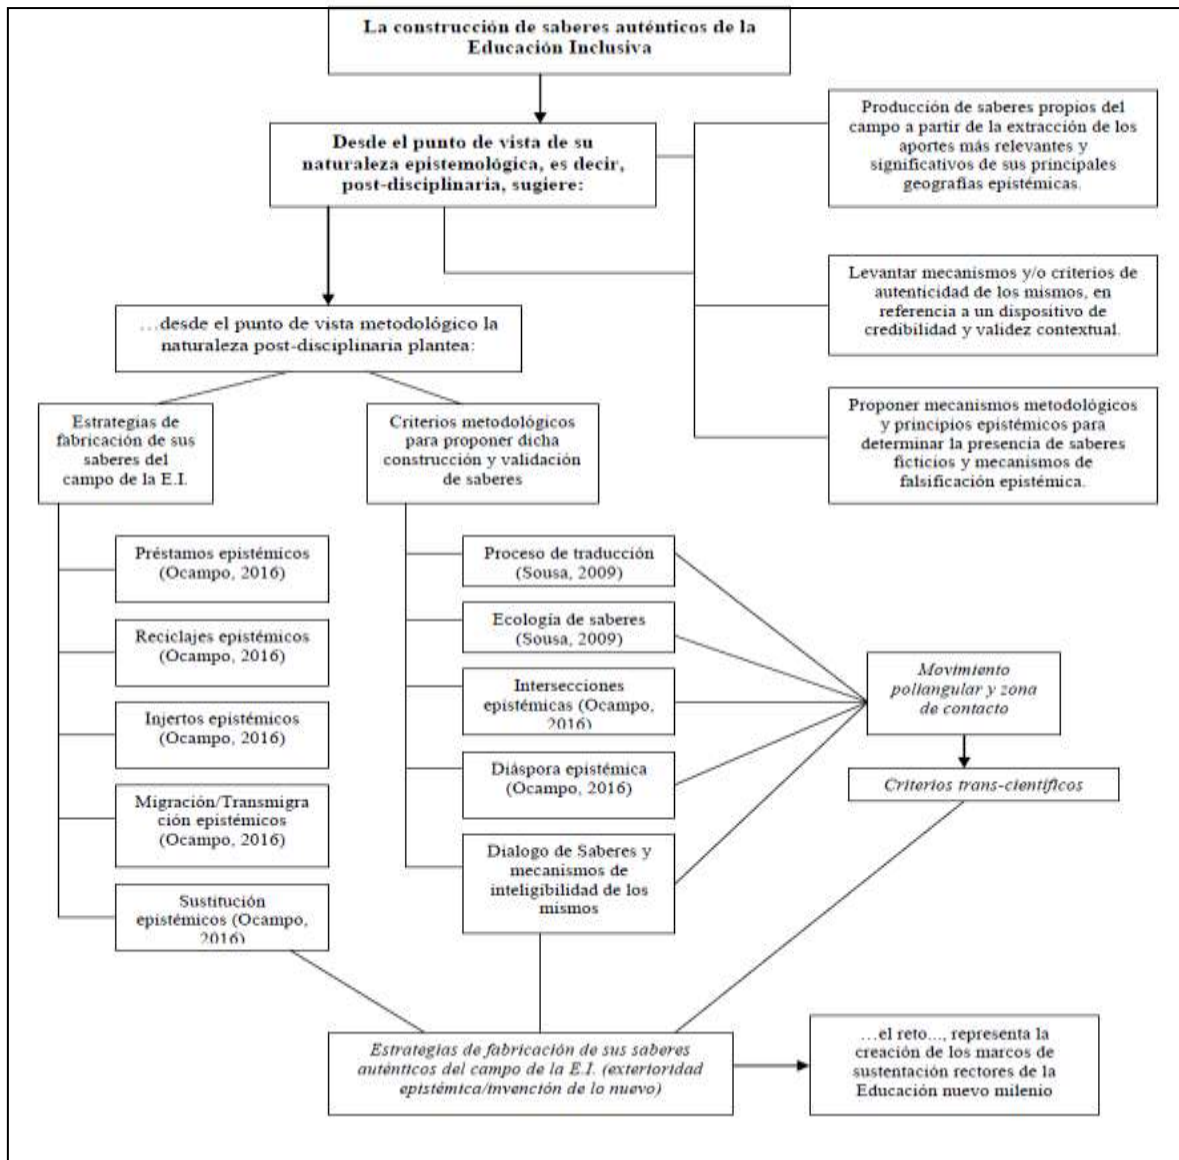 La construcción de saberes auténticos de la
Educación Inclusiva
Desde el punto de vista de su
naturaleza epistemológica, es decir,
post-disciplinaria, sugiere:
Producción de saberes propios del
campo a partir de la extracción de los
aportes más relevantes y
significativos de sus principales
geografías epistémicas.
Levantar mecanismos y/o criterios de
autenticidad de los mismos, en
referencia a un dispositivo de
credibilidad y validez contextual.
Proponer mecanismos metodológicos
y principios epistémicos para
determinar la presencia de saberes
ficticios y mecanismos de
falsificación epistémica.
…desde el punto de vista metodológico la
naturaleza post-disciplinaria plantea:
Estrategias de
fabricación de sus
saberes del
campo de la E.I.
Criterios metodológicos
para proponer dicha
construcción y validación
de saberes
Préstamos epistémicos
(Ocampo, 2016)
Reciclajes epistémicos
(Ocampo, 2016)
Injertos epistémicos
(Ocampo, 2016)
Migración/Transmigra
ción epistémicos
(Ocampo, 2016)
Sustitución
epistémicos (Ocampo,
2016)
Proceso de traducción
(Sousa, 2009)
Ecología de saberes
(Sousa, 2009)
Intersecciones
epistémicas (Ocampo,
2016)
Diáspora epistémica
(Ocampo, 2016)
Dialogo de Saberes y
mecanismos de
inteligibilidad de los
mismos
Movimiento
poliangular y zona
de contacto
Criterios trans-científicos
Estrategias de fabricación de sus saberes
auténticos del campo de la E.I. (exterioridad
epistémica/invención de lo nuevo)
…el reto…, representa la
creación de los marcos de
sustentación rectores de la
Educación nuevo milenio